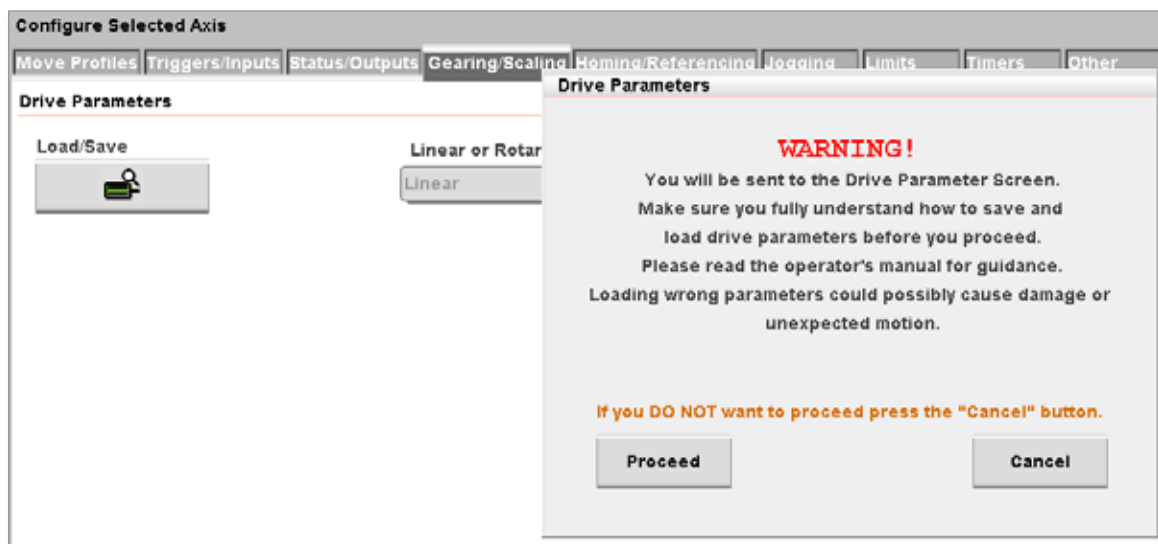 Configure Selected Axis
Move Profiles Triggers/Inputs Status/Outputs Gearing/Scaling Homing/Referencing Jogging Limits Timers Other
Drive Parameters
Load/Save
Linear or Rotar
Linear
Drive Parameters
WARNING!
You will be sent to the Drive Parameter Screen.
Make sure you fully understand how to save and
load drive parameters before you proceed.
Please read the operator's manual for guidance.
Loading wrong parameters could possibly cause damage or
unexpected motion.
If you DO NOT want to proceed press the "Cancel" button.
Proceed Cancel